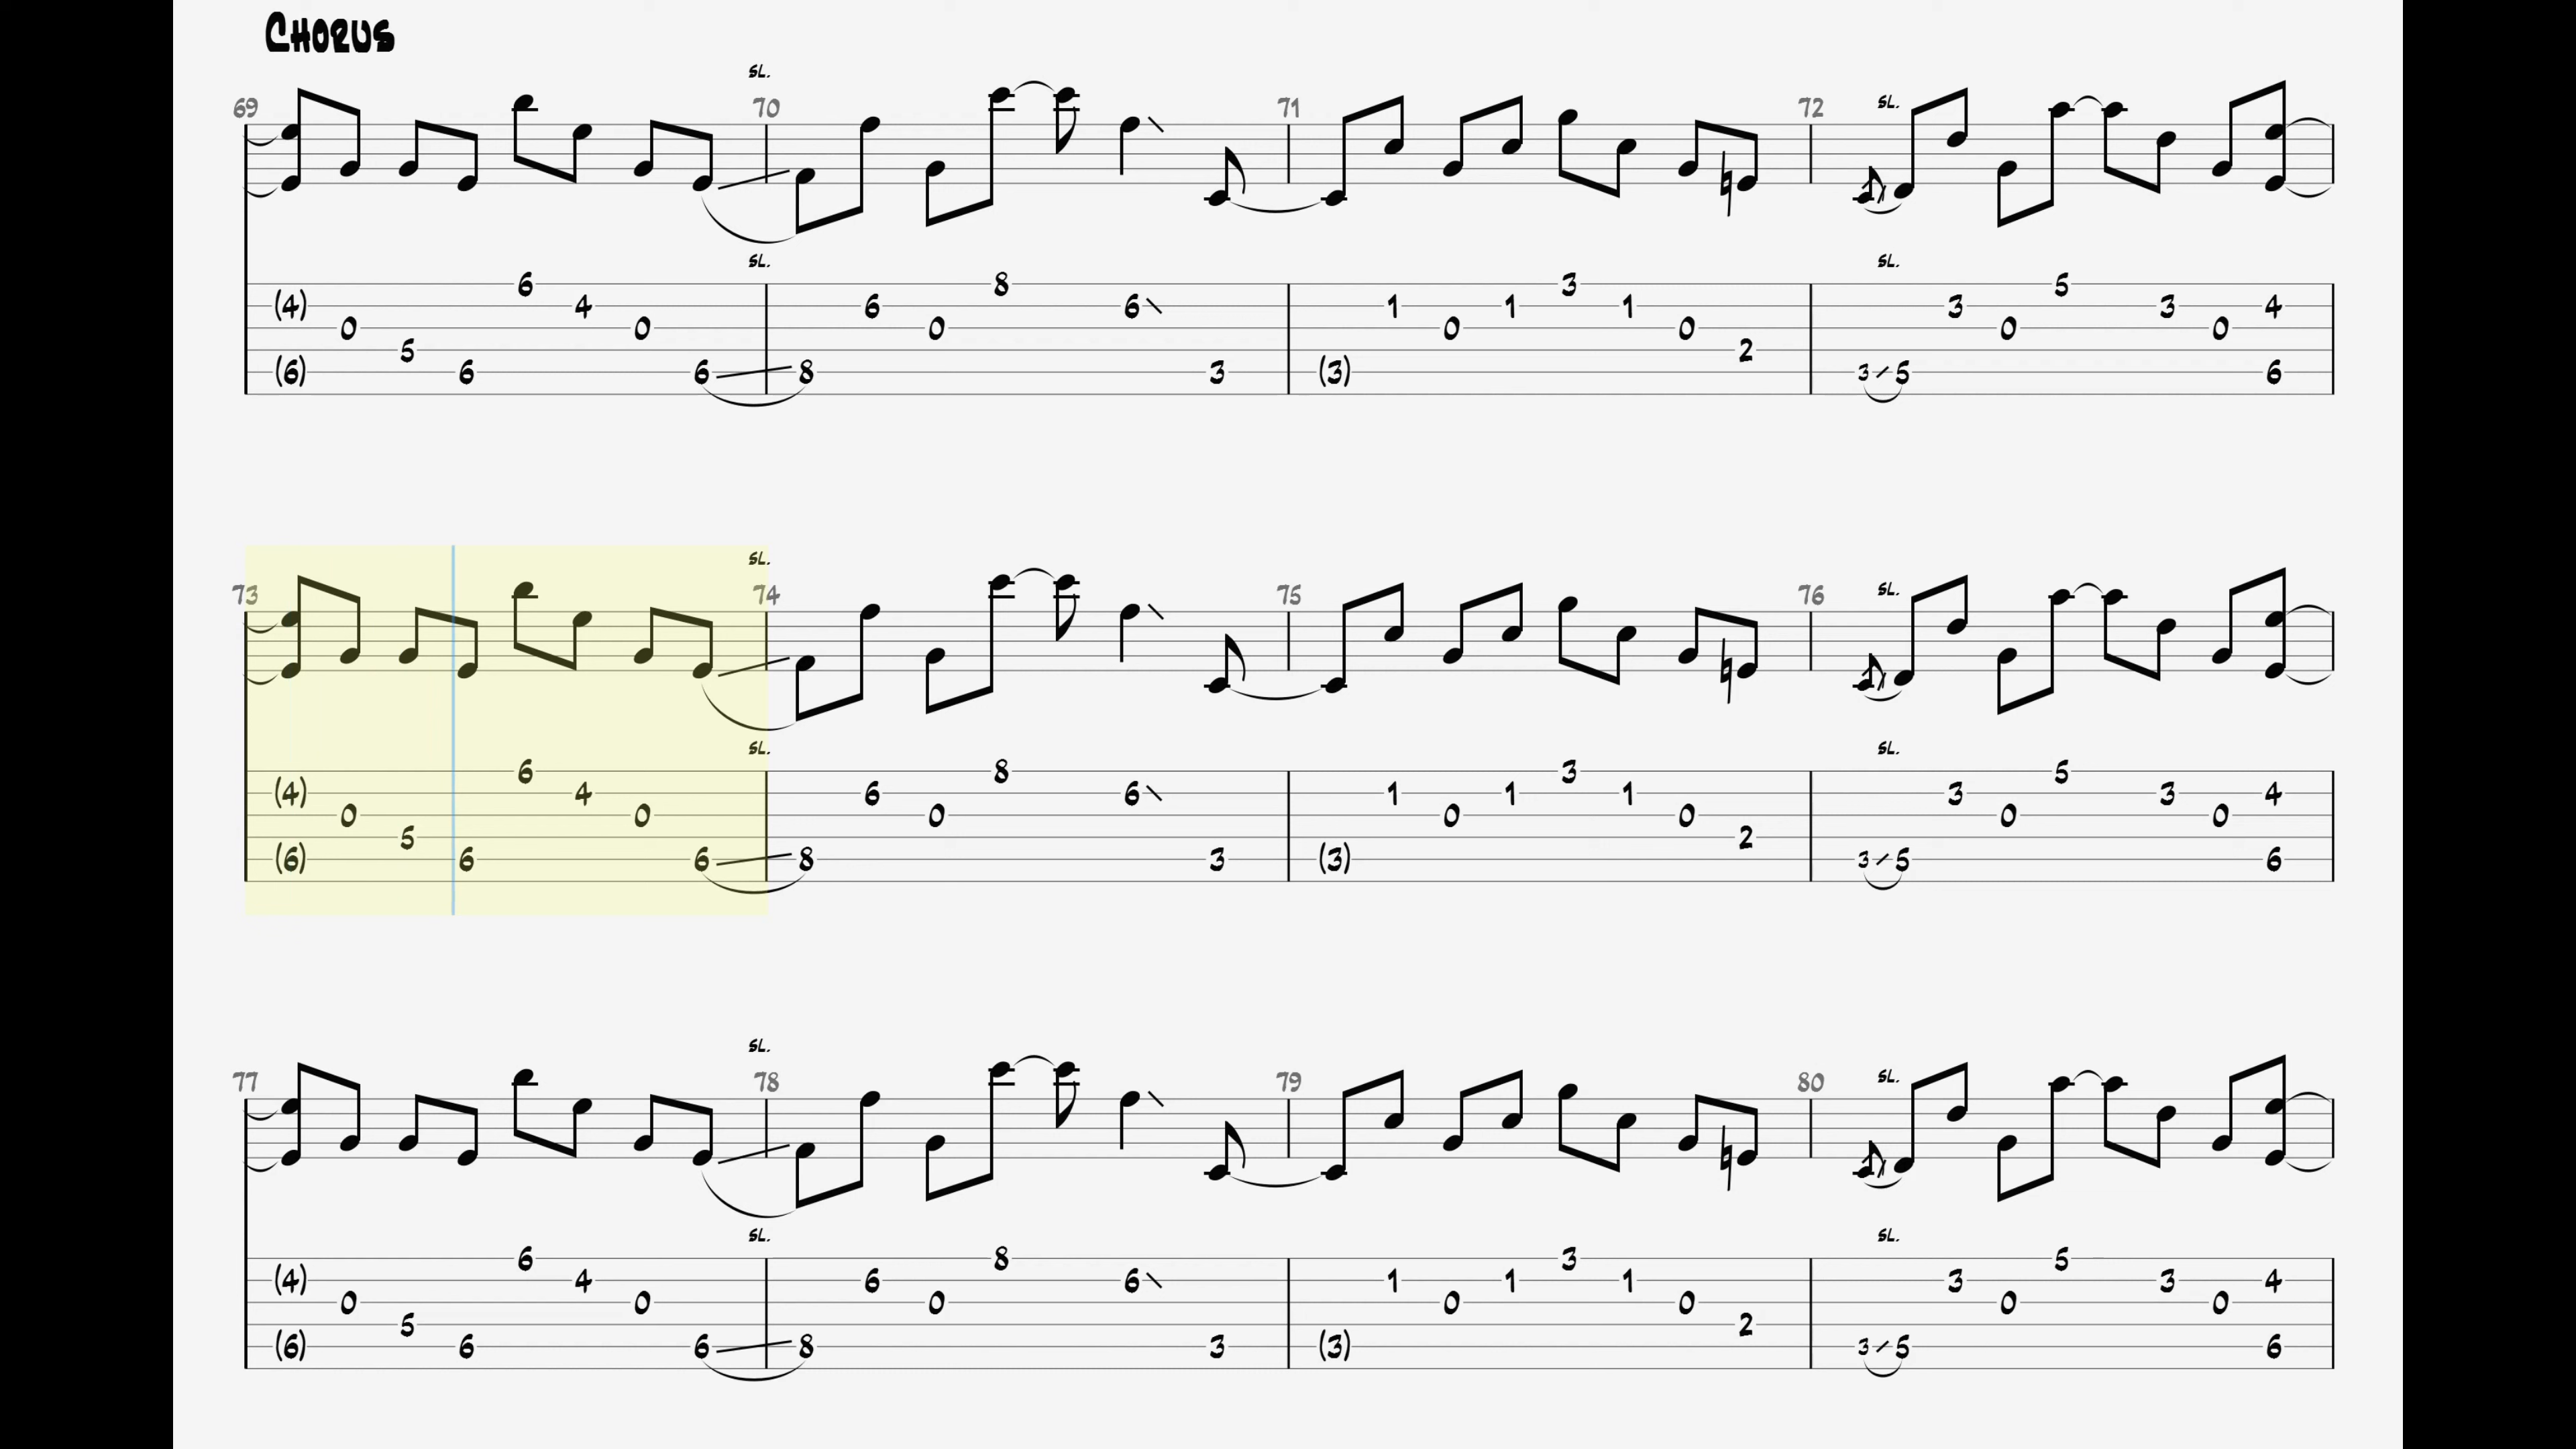 CHORUS
SL.
69 70 71 72
SL.
SL. SL.
6 8 3 5
(4) 4 6 6 1 1 1 3 3 4
0 0 0 0 0 0 0
5 2
(6) 6 6 8 3 (3) 3 5 6
SL.
73 74 75 76
SL.
SL. SL.
6 8 3 5
(4) 4 6 6 1 1 1 3 3 4
0 0 0 0 0 0 0
5 2
(6) 6 6 8 3 (3) 3 5 6
SL.
77 78 79 80
SL.
SL. SL.
6 8 3 5
(4) 4 6 6 1 1 1 3 3 4
0 0 0 0 0 0 0
5 2
(6) 6 6 8 3 (3) 3 5 6